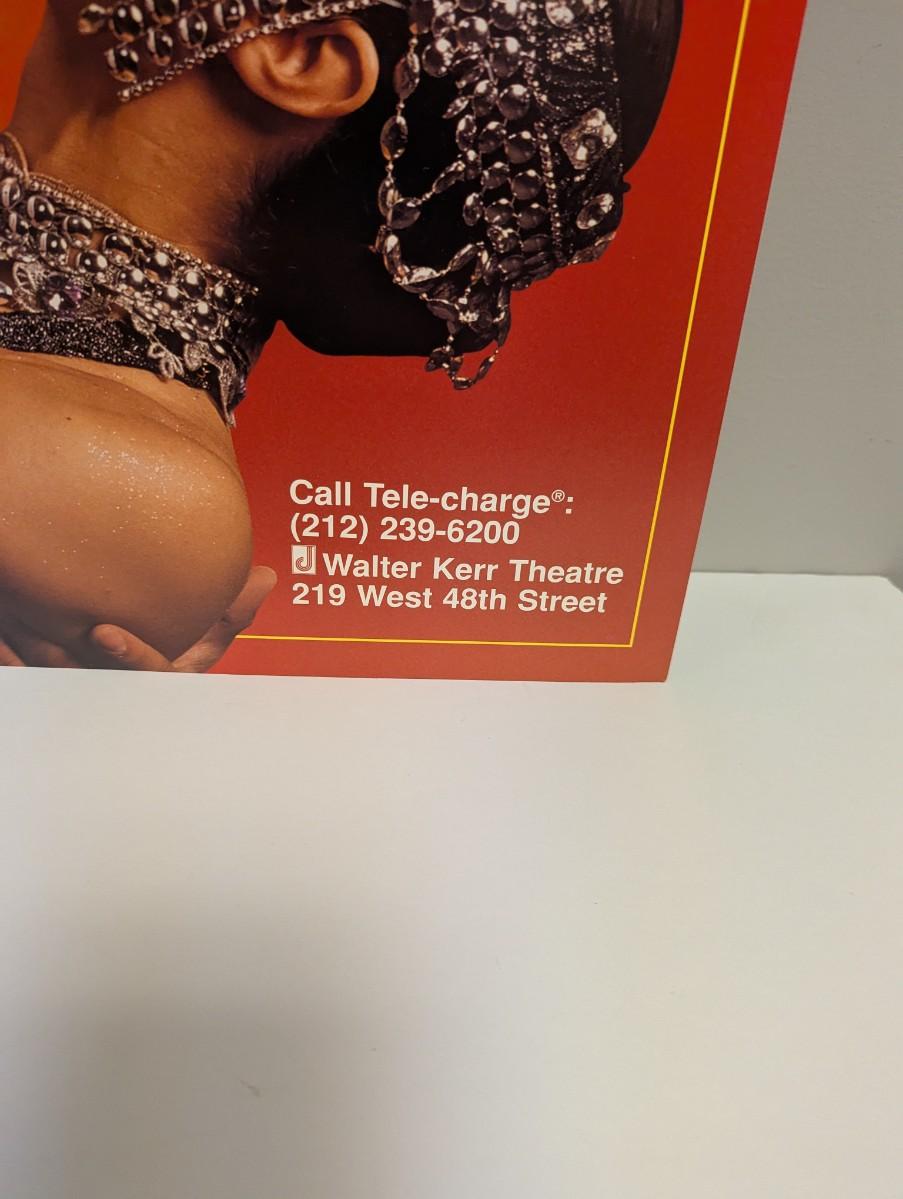 Call Tele-charge®:
(212) 239-6200
J Walter Kerr Theatre
219 West 48th Street